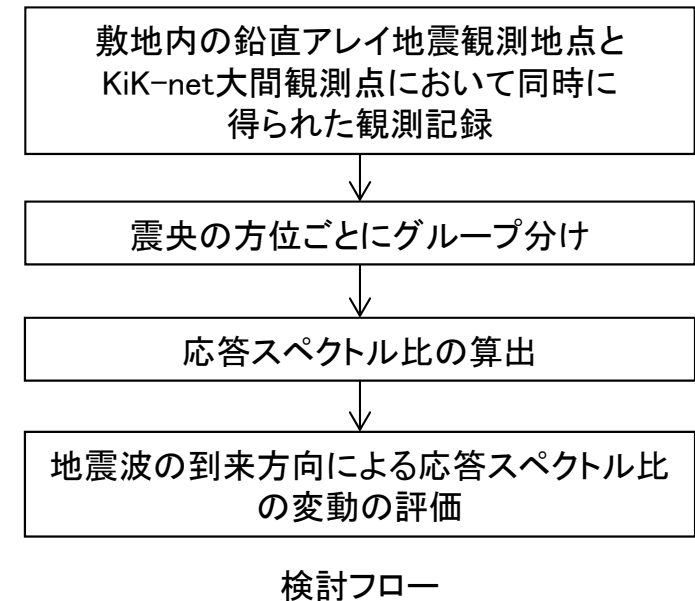 敷地内の鉛直アレイ地震観測地点と
KiK-net大間観測点において同時に
得られた観測記録
震央の方位ごとにグループ分け
応答スペクトル比の算出
地震波の到来方向による応答スペクトル比
の変動の評価
検討フロー